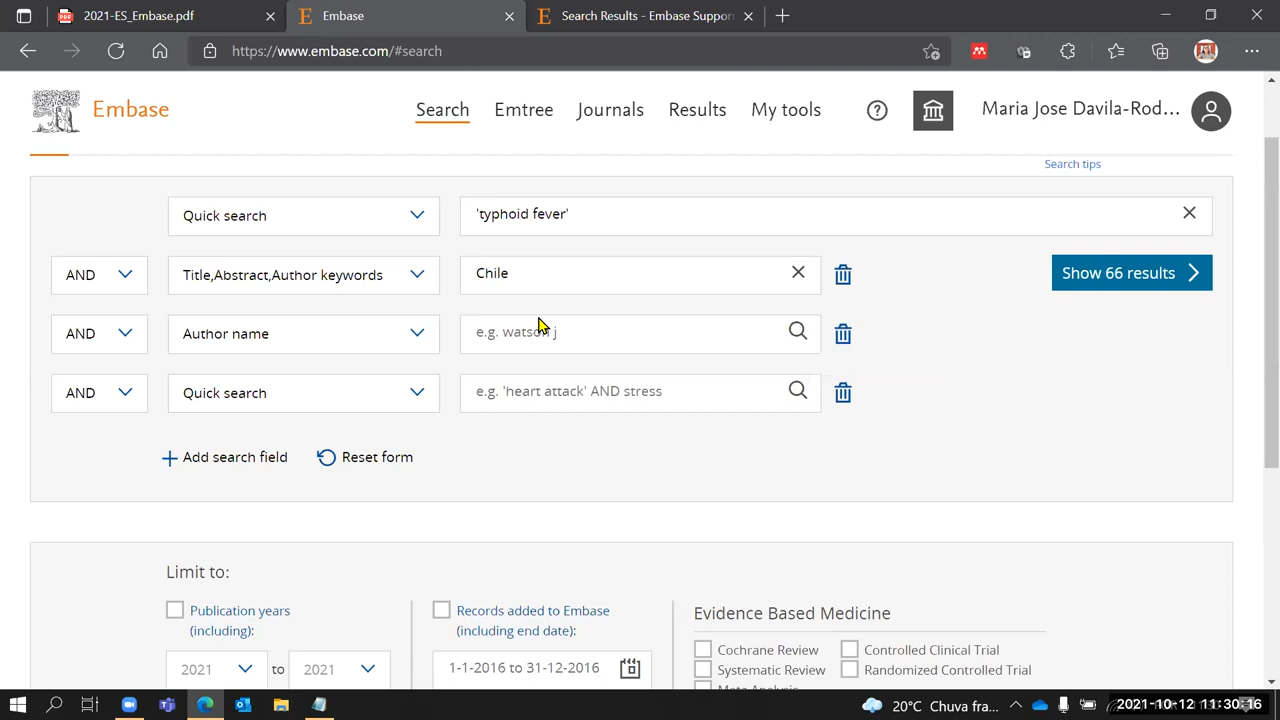 2021-ES_Embase.pdf
Embase
Search Results - Embase Suppor
https://www.embase.com/#search
Embase
Search
Emtree
Journals
Results
My tools
Maria Jose Davila-Rod...
Search tips
Quick search
'typhoid fever'
AND
Title,Abstract,Author keywords
Chile
Show 66 results
AND
Author name
e.g. watson j
AND
Quick search
e.g. 'heart attack' AND stress
Add search field
Reset form
Limit to:
Publication years
(including):
2021
to
2021
Records added to Embase
(including end date):
1-1-2016 to 31-12-2016
Evidence Based Medicine
Cochrane Review
Controlled Clinical Trial
Systematic Review
Randomized Controlled Trial
Meta Analysis
20°C Chuva fra...
2021-10-12 11:30:16